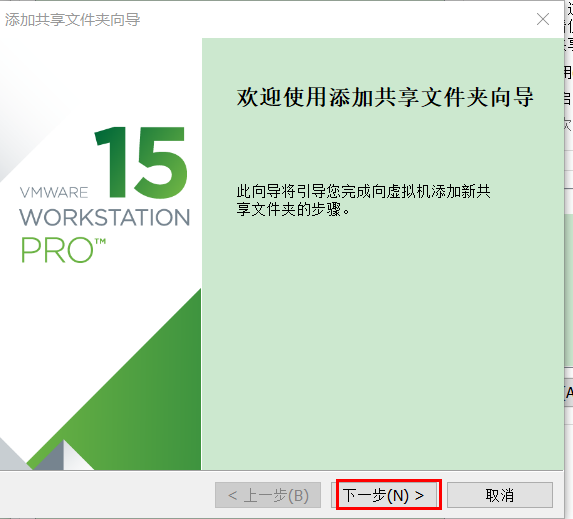 添加共享文件夹向导
欢迎使用添加共享文件夹向导
15
VMWARE
WORKSTATION
PRO™
此向导将引导您完成向虚拟机添加新共
享文件夹的步骤。
< 上一步(B)
下一步(N) >
取消